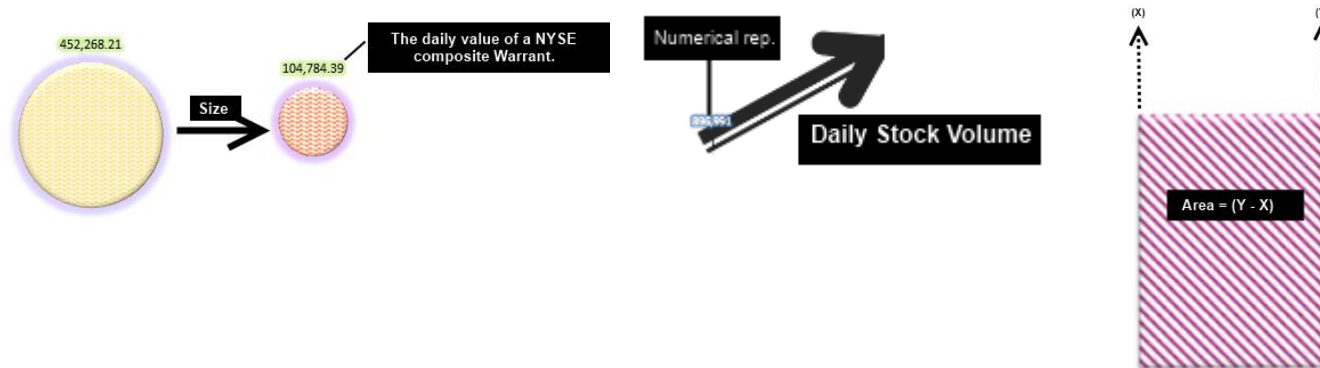 452,268.21
Size
104,784.39
The daily value of a NYSE
composite Warrant.
Numerical rep.
Daily Stock Volume
(X)
Area = (Y - X)